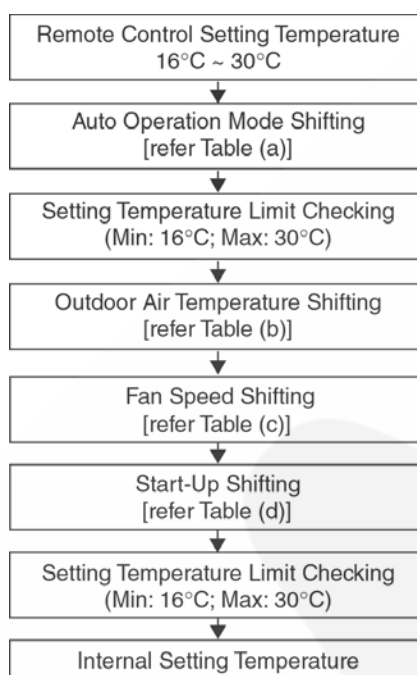 Remote Control Setting Temperature
16°C ~ 30°C
Auto Operation Mode Shifting
[refer Table (a)]
Setting Temperature Limit Checking
(Min: 16°C; Max: 30°C)
Outdoor Air Temperature Shifting
[refer Table (b)]
Fan Speed Shifting
[refer Table (c)]
Start-Up Shifting
[refer Table (d)]
Setting Temperature Limit Checking
(Min: 16°C; Max: 30°C)
Internal Setting Temperature